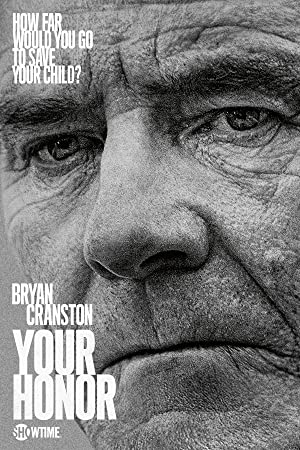 HOW FAR
WOULD YOU GO
TO SAVE
YOUR CHILD?
BRYAN
CRANSTON
YOUR
HONOR
SHOWTIME